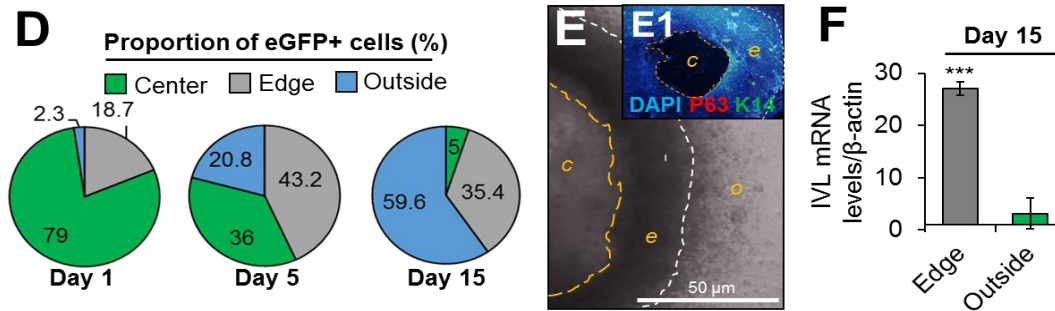 D
Proportion of eGFP+ cells (%)
Center Edge Outside
2.3 18.7
79
Day 1
20.8 43.2
36
Day 5
5
59.6 35.4
Day 15
E
c
e
o
50 µm
E1
c e
DAPI P63 K14
F
Day 15
IVL mRNA
levels/β-actin
30
20
10
0
***
Edge
Outside